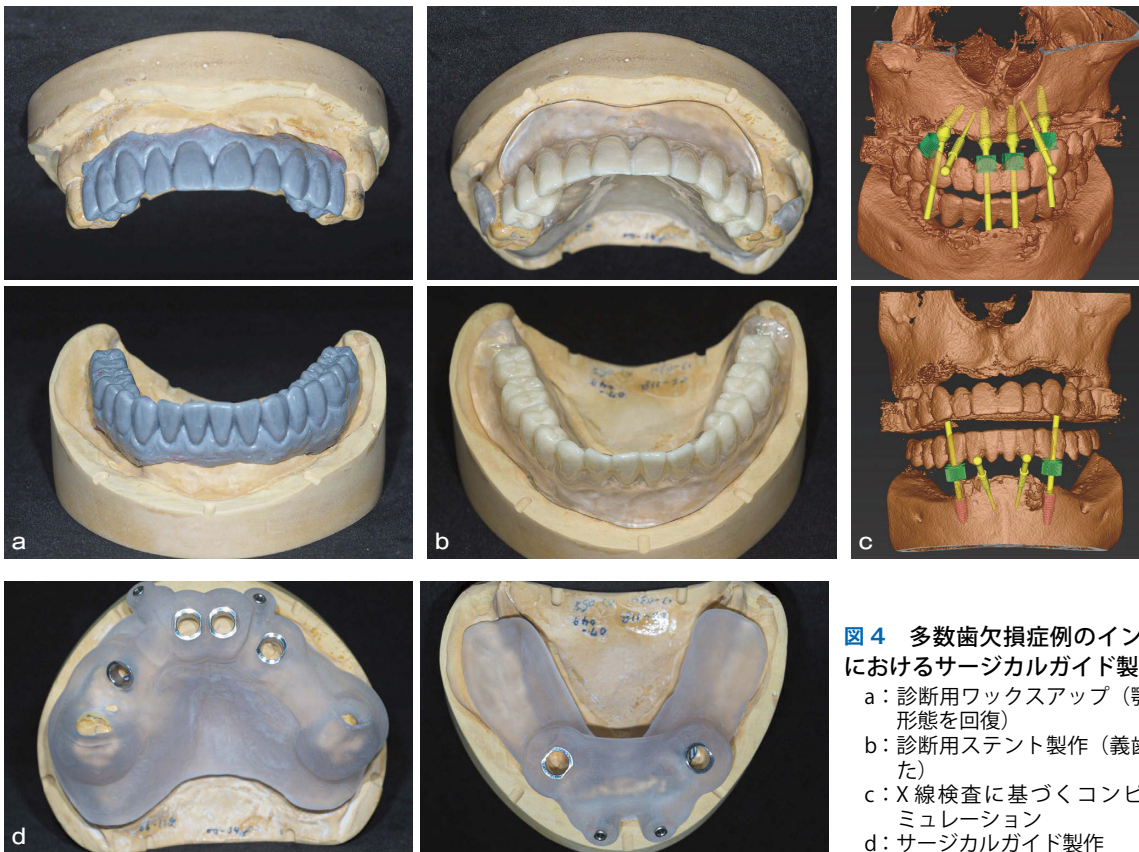 a
b
c
d
図 4 多数歯欠損症例のイン
におけるサージカルガイド製
a：診断用ワックスアップ（顎
形態を回復）
b：診断用ステント製作（義歯
た）
c：X 線検査に基づくコンピ
ミュレーション
d：サージカルガイド製作